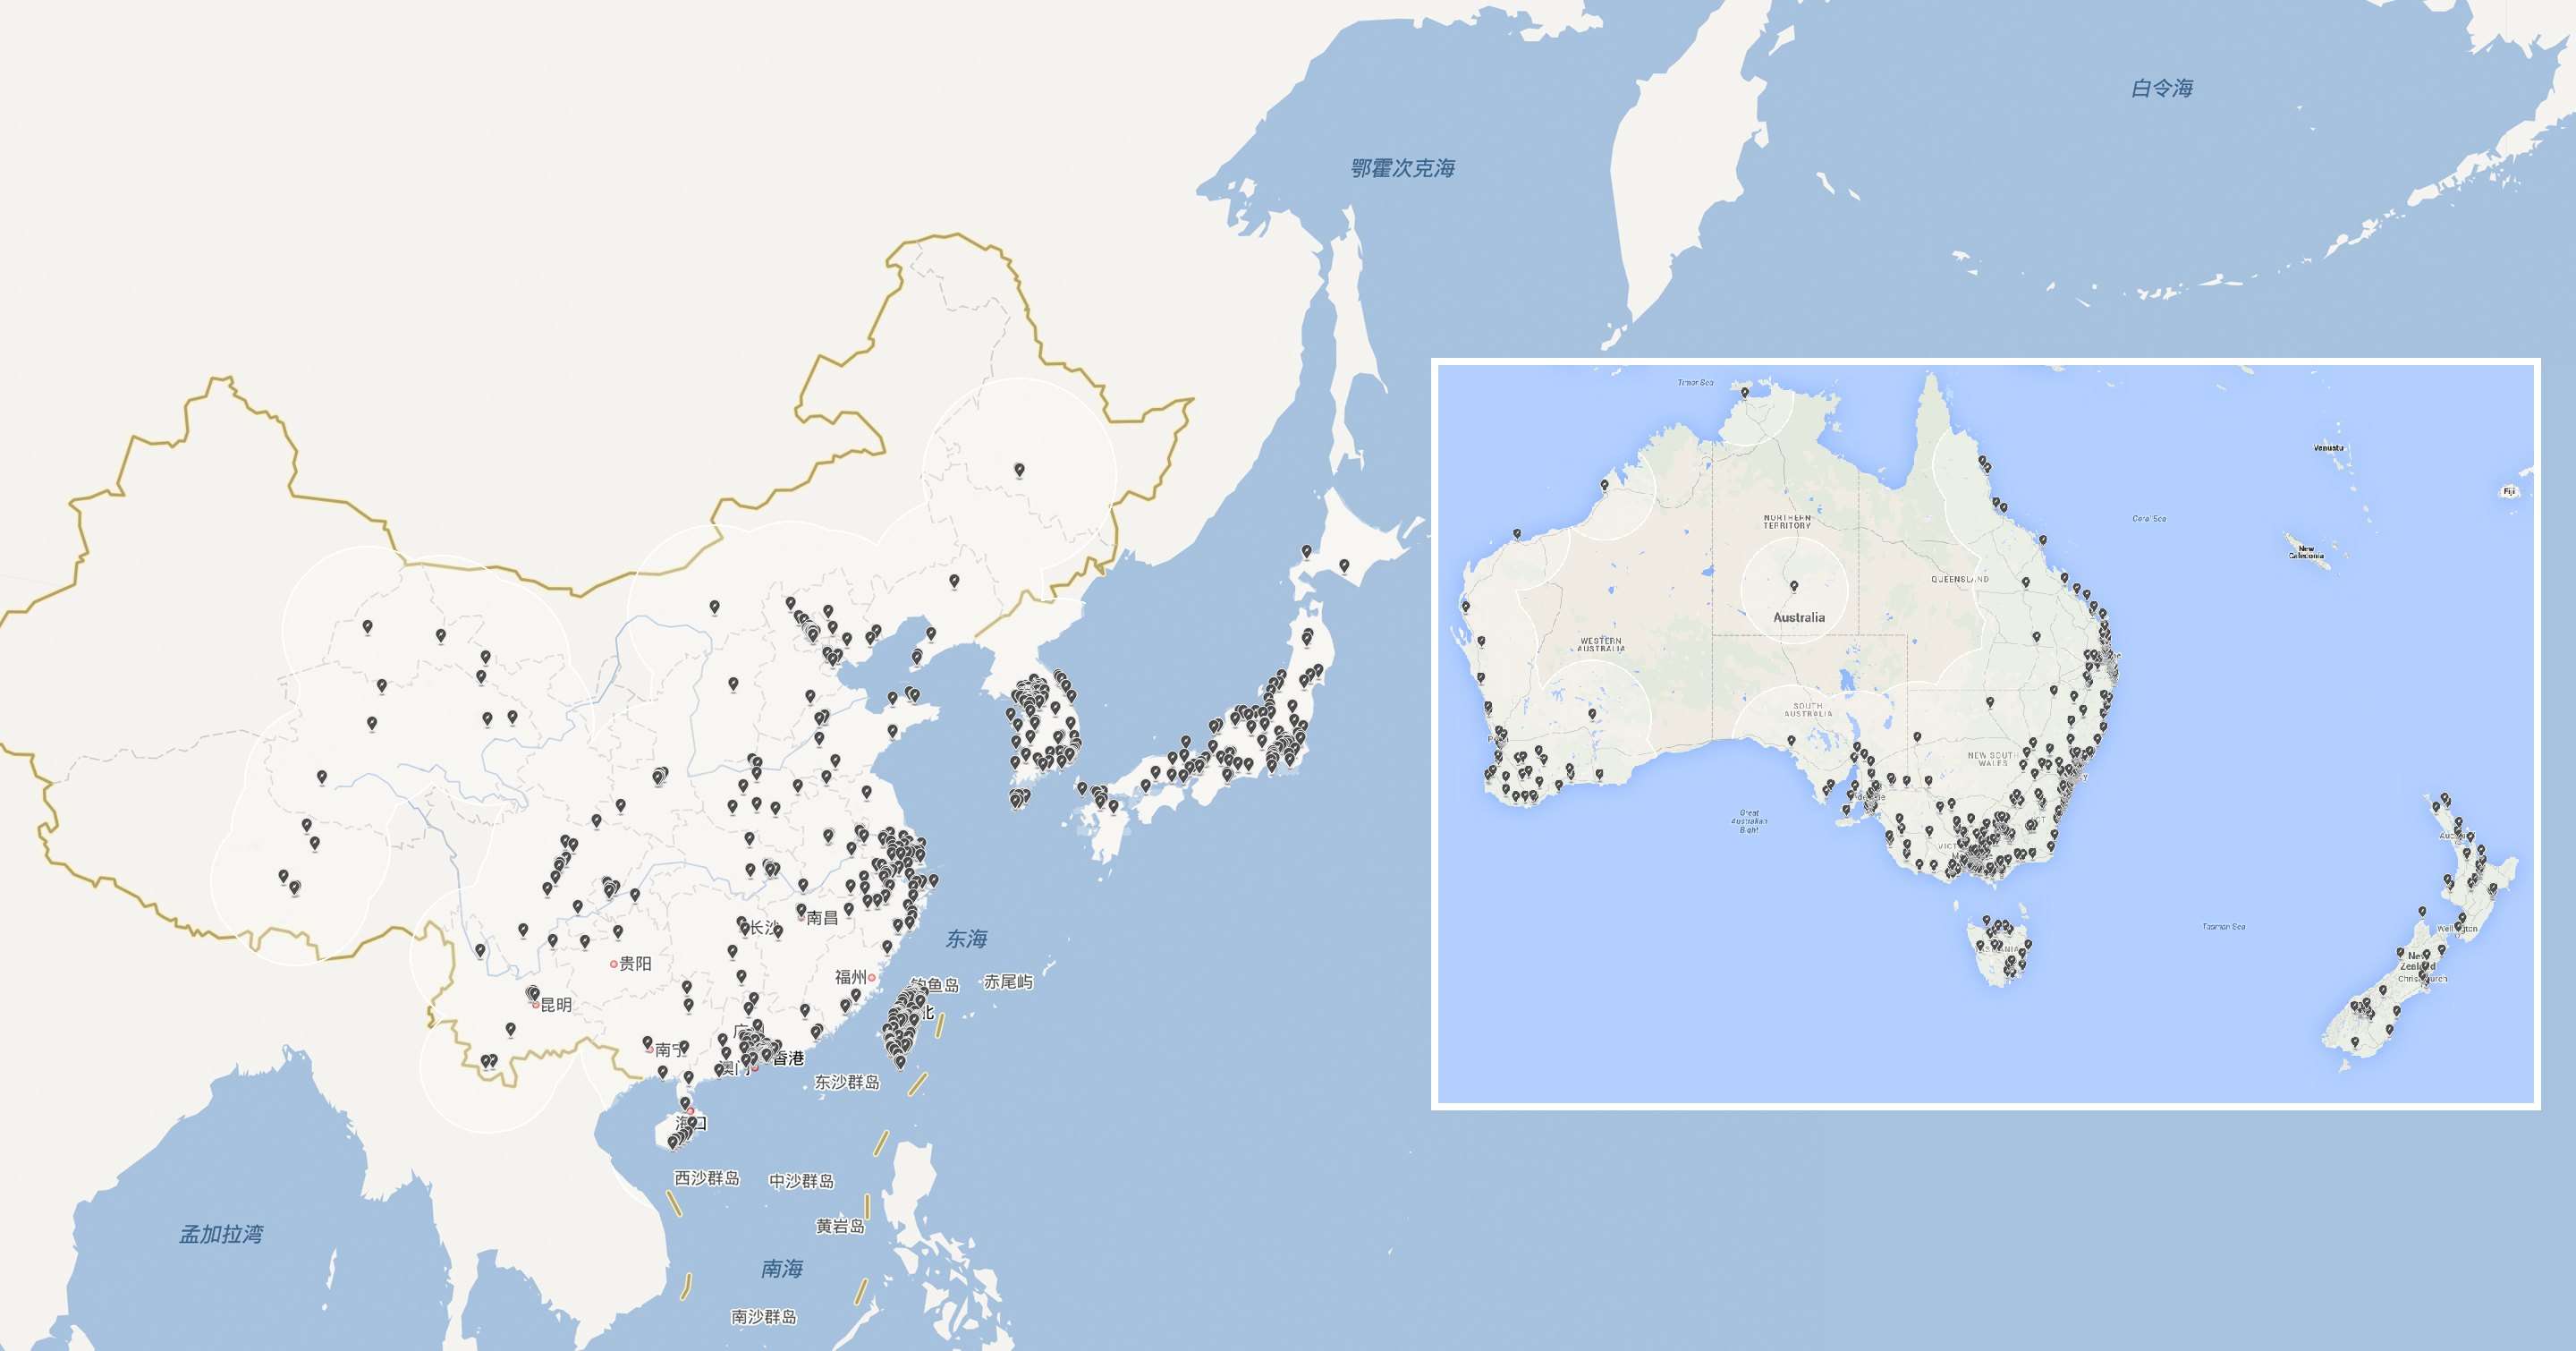 白令海
鄂霍次克海
Timor Sea
Vanuatu
Fiji
Coral Sea
NORTHERN
TERRITORY
New
Caledonia
QUEENSLAND
Australia
WESTERN
AUSTRALIA
SOUTH
AUSTRALIA
NEW SOUTH
WALES
Great
Australian
Bight
Tasman Sea
Wellington
New
Zealand
Christchurch
长沙
南昌
东海
贵阳
福州
钓鱼岛
赤尾屿
昆明
北
广
南宁
香港
澳门
东沙群岛
海口
西沙群岛
中沙群岛
黄岩岛
孟加拉湾
南海
南沙群岛